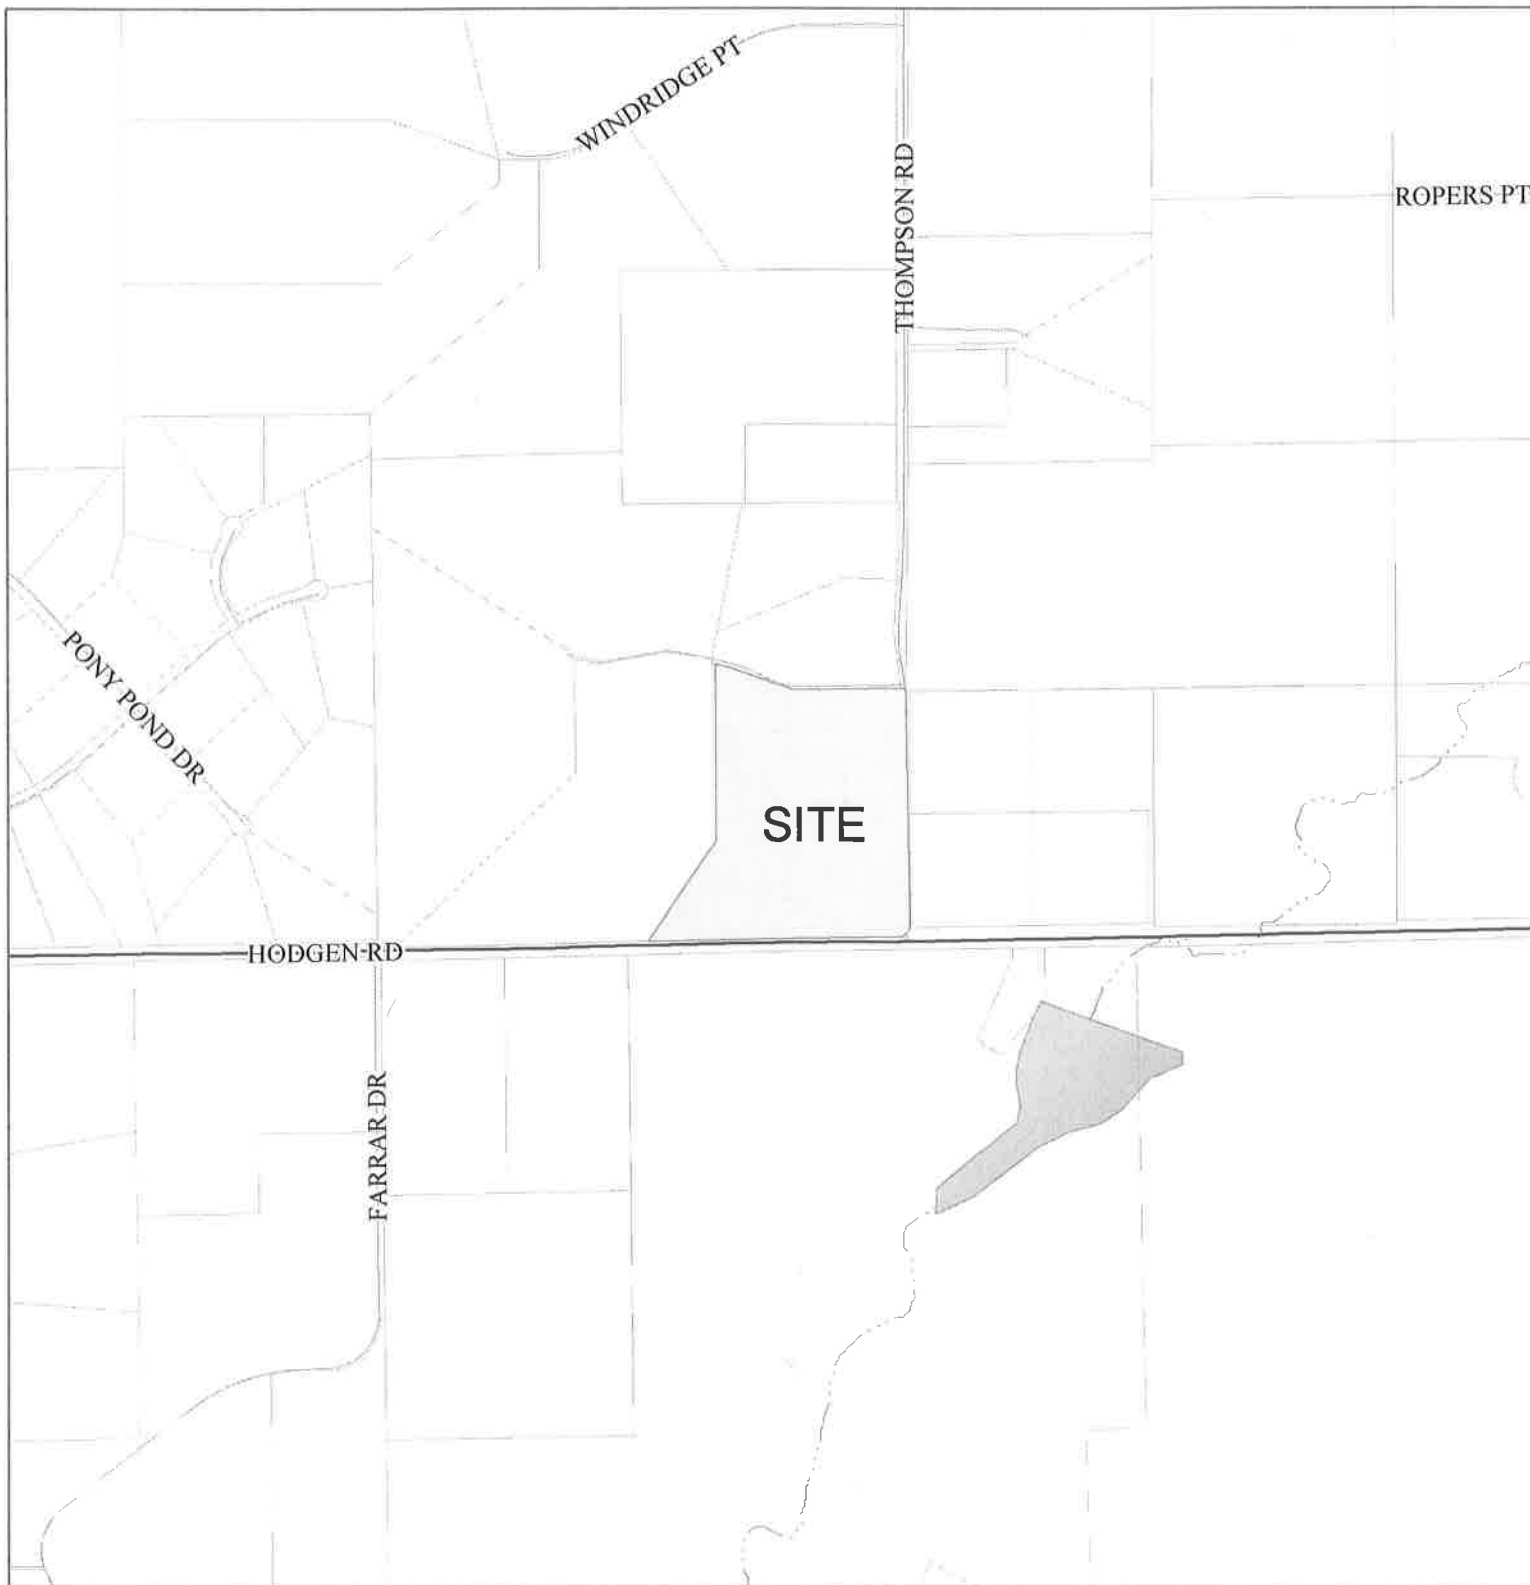 WINDRIDGE PT
THOMPSON RD
ROPERS PT
PONY POND DR
SITE
HODGEN RD
FARRAR DR